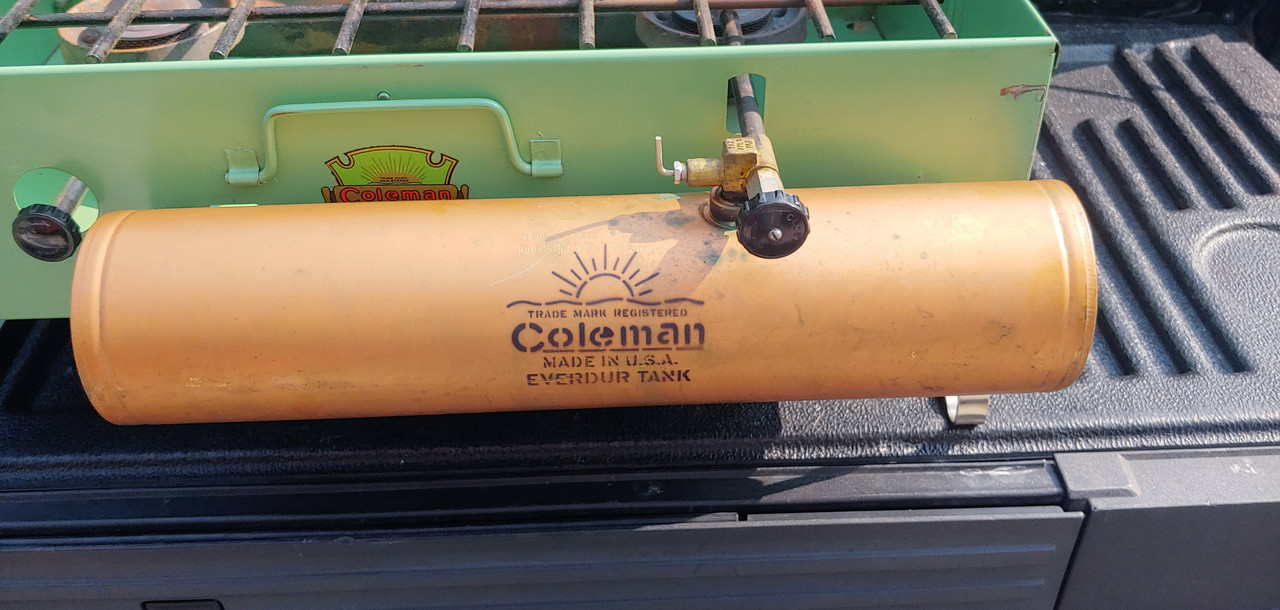 Coleman
TRADE MARK REGISTERED
Coleman
MADE IN U.S.A.
EVERDUR TANK